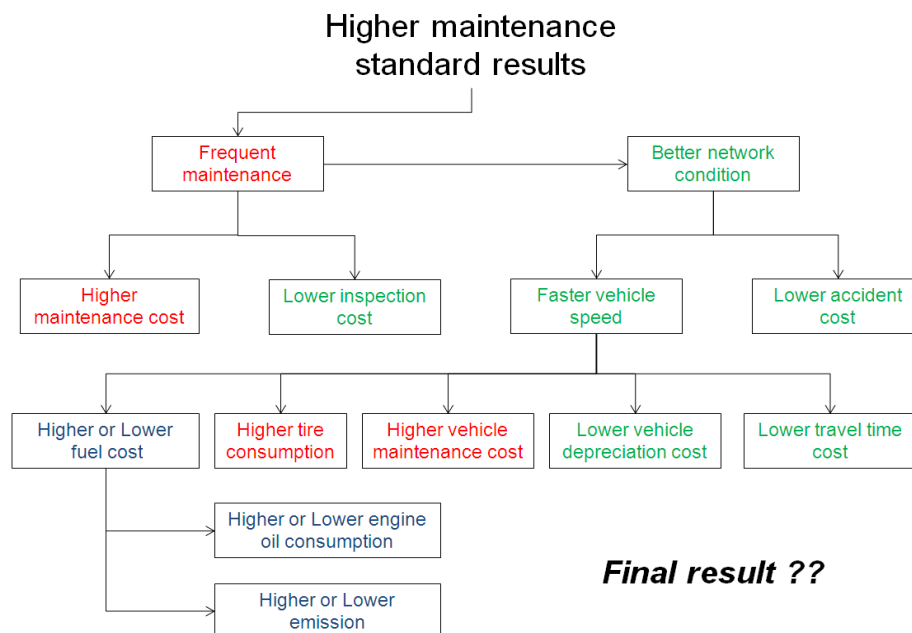 Higher maintenance
standard results
Frequent
maintenance
Better network
condition
Higher
maintenance cost
Lower inspection
cost
Faster vehicle
speed
Lower accident
cost
Higher or Lower
fuel cost
Higher tire
consumption
Higher vehicle
maintenance cost
Lower vehicle
depreciation cost
Lower travel time
cost
Higher or Lower engine
oil consumption
Higher or Lower
emission
Final result ??